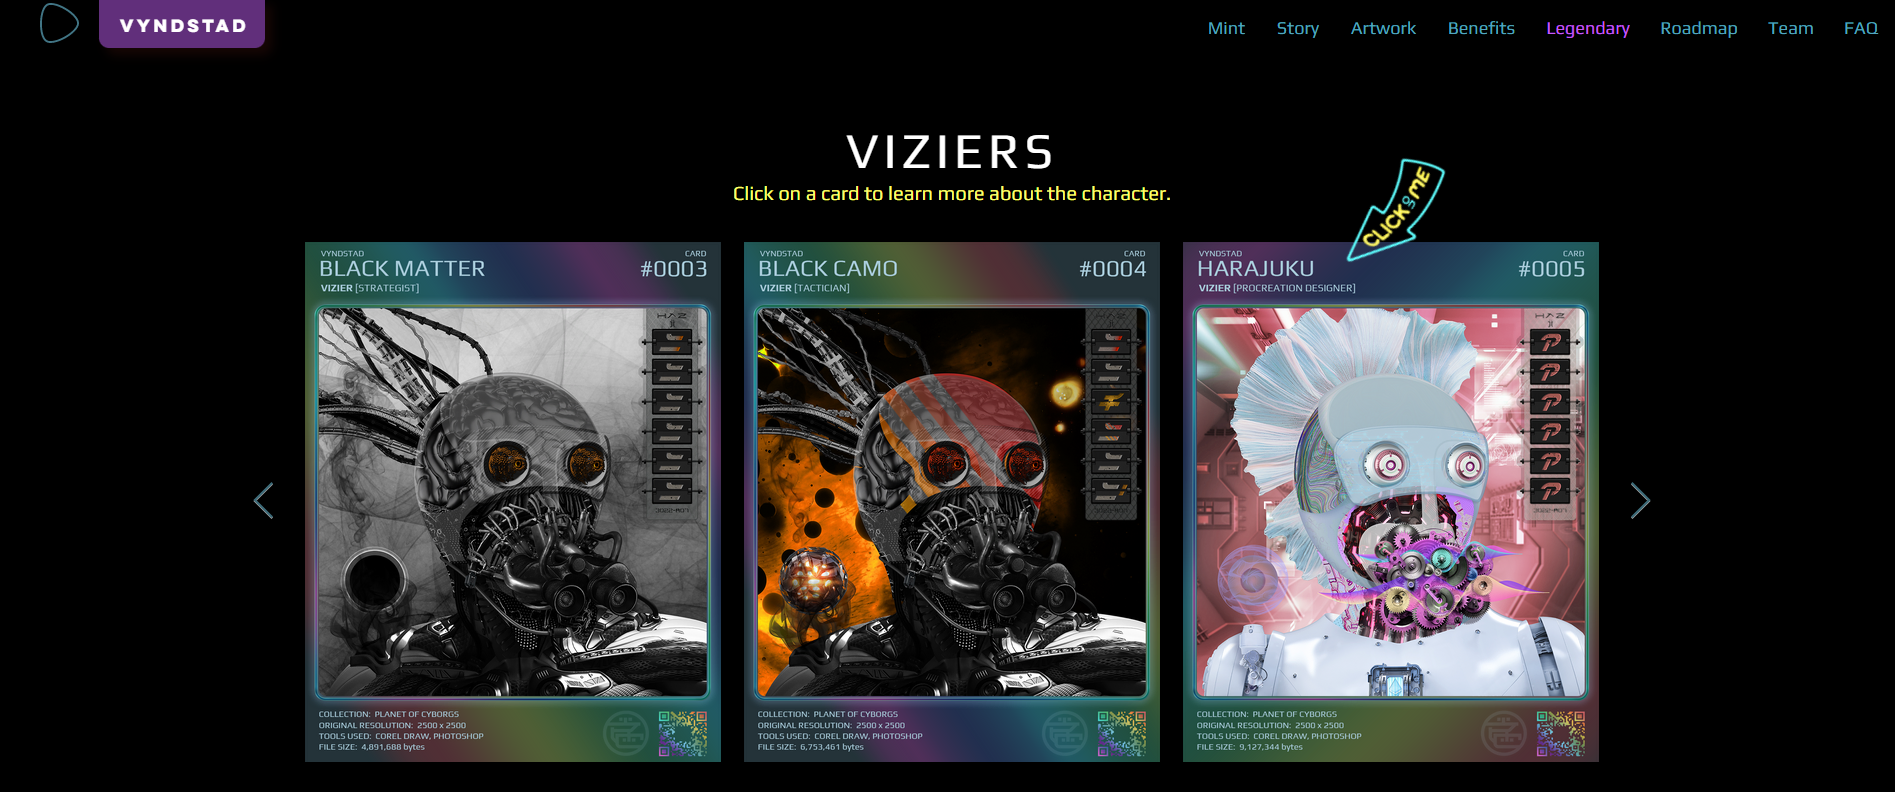 VYNDSTAD
Mint Story Artwork Benefits Legendary Roadmap Team FAQ
VIZIERS
Click on a card to learn more about the character.
CLICK ON ME
VYNDSTAD CARD
BLACK MATTER #0003
VIZIER [STRATEGIST]
COLLECTION: PLANET OF CYBORGS
ORIGINAL RESOLUTION: 2500 x 2500
TOOLS USED: COREL DRAW, PHOTOSHOP
FILE SIZE: 4,891,688 bytes
VYNDSTAD CARD
BLACK CAMO #0004
VIZIER [TACTICIAN]
COLLECTION: PLANET OF CYBORGS
ORIGINAL RESOLUTION: 2500 x 2500
TOOLS USED: COREL DRAW, PHOTOSHOP
FILE SIZE: 6,753,461 bytes
VYNDSTAD CARD
HARAJUKU #0005
VIZIER [PROCREATION DESIGNER]
COLLECTION: PLANET OF CYBORGS
ORIGINAL RESOLUTION: 2500 x 2500
TOOLS USED: COREL DRAW, PHOTOSHOP
FILE SIZE: 9,127,344 bytes